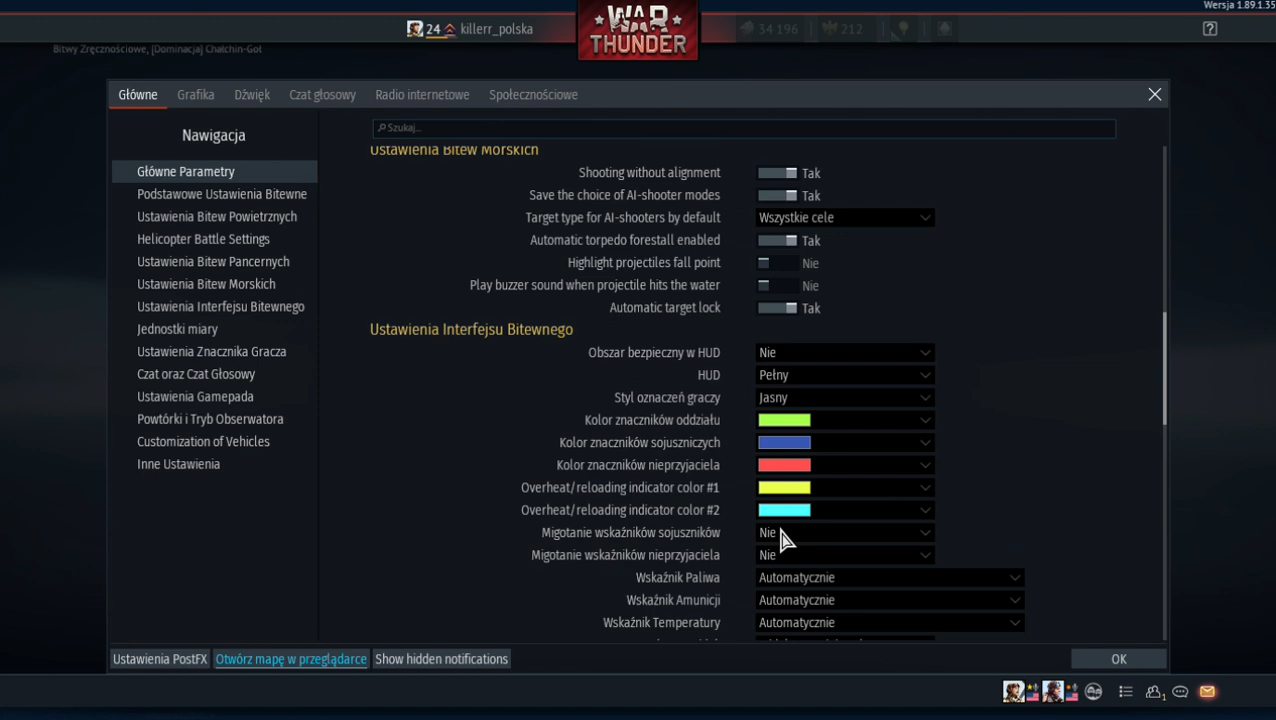 Wersja 1.89.1.35
24 killerr_polska
WAR THUNDER
34 196
212
?
Bitwy Zręcznościowe, [Dominacja] Chałchin-Goł
Główne Grafika Dźwięk Czat głosowy Radio internetowe Społecznościowe
Nawigacja
Szukaj...
Główne Parametry
Podstawowe Ustawienia Bitewne
Ustawienia Bitew Powietrznych
Helicopter Battle Settings
Ustawienia Bitew Pancernych
Ustawienia Bitew Morskich
Ustawienia Interfejsu Bitewnego
Jednostki miary
Ustawienia Znacznika Gracza
Czat oraz Czat Głosowy
Ustawienia Gamepada
Powtórki i Tryb Obserwatora
Customization of Vehicles
Inne Ustawienia
Ustawienia Bitew Morskich
Shooting without alignment Tak
Save the choice of AI-shooter modes Tak
Target type for AI-shooters by default Wszystkie cele
Automatic torpedo forestall enabled Tak
Highlight projectiles fall point Nie
Play buzzer sound when projectile hits the water Nie
Automatic target lock Tak
Ustawienia Interfejsu Bitewnego
Obszar bezpieczny w HUD Nie
HUD Pełny
Styl oznaczeń graczy Jasny
Kolor znaczników oddziału
Kolor znaczników sojuszniczych
Kolor znaczników nieprzyjaciela
Overheat/reloading indicator color #1
Overheat/reloading indicator color #2
Migotanie wskaźników sojuszników Nie
Migotanie wskaźników nieprzyjaciela Nie
Wskaźnik Paliwa Automatycznie
Wskaźnik Amunicji Automatycznie
Wskaźnik Temperatury Automatycznie
Ustawienia PostFX Otwórz mapę w przeglądarce Show hidden notifications OK
1